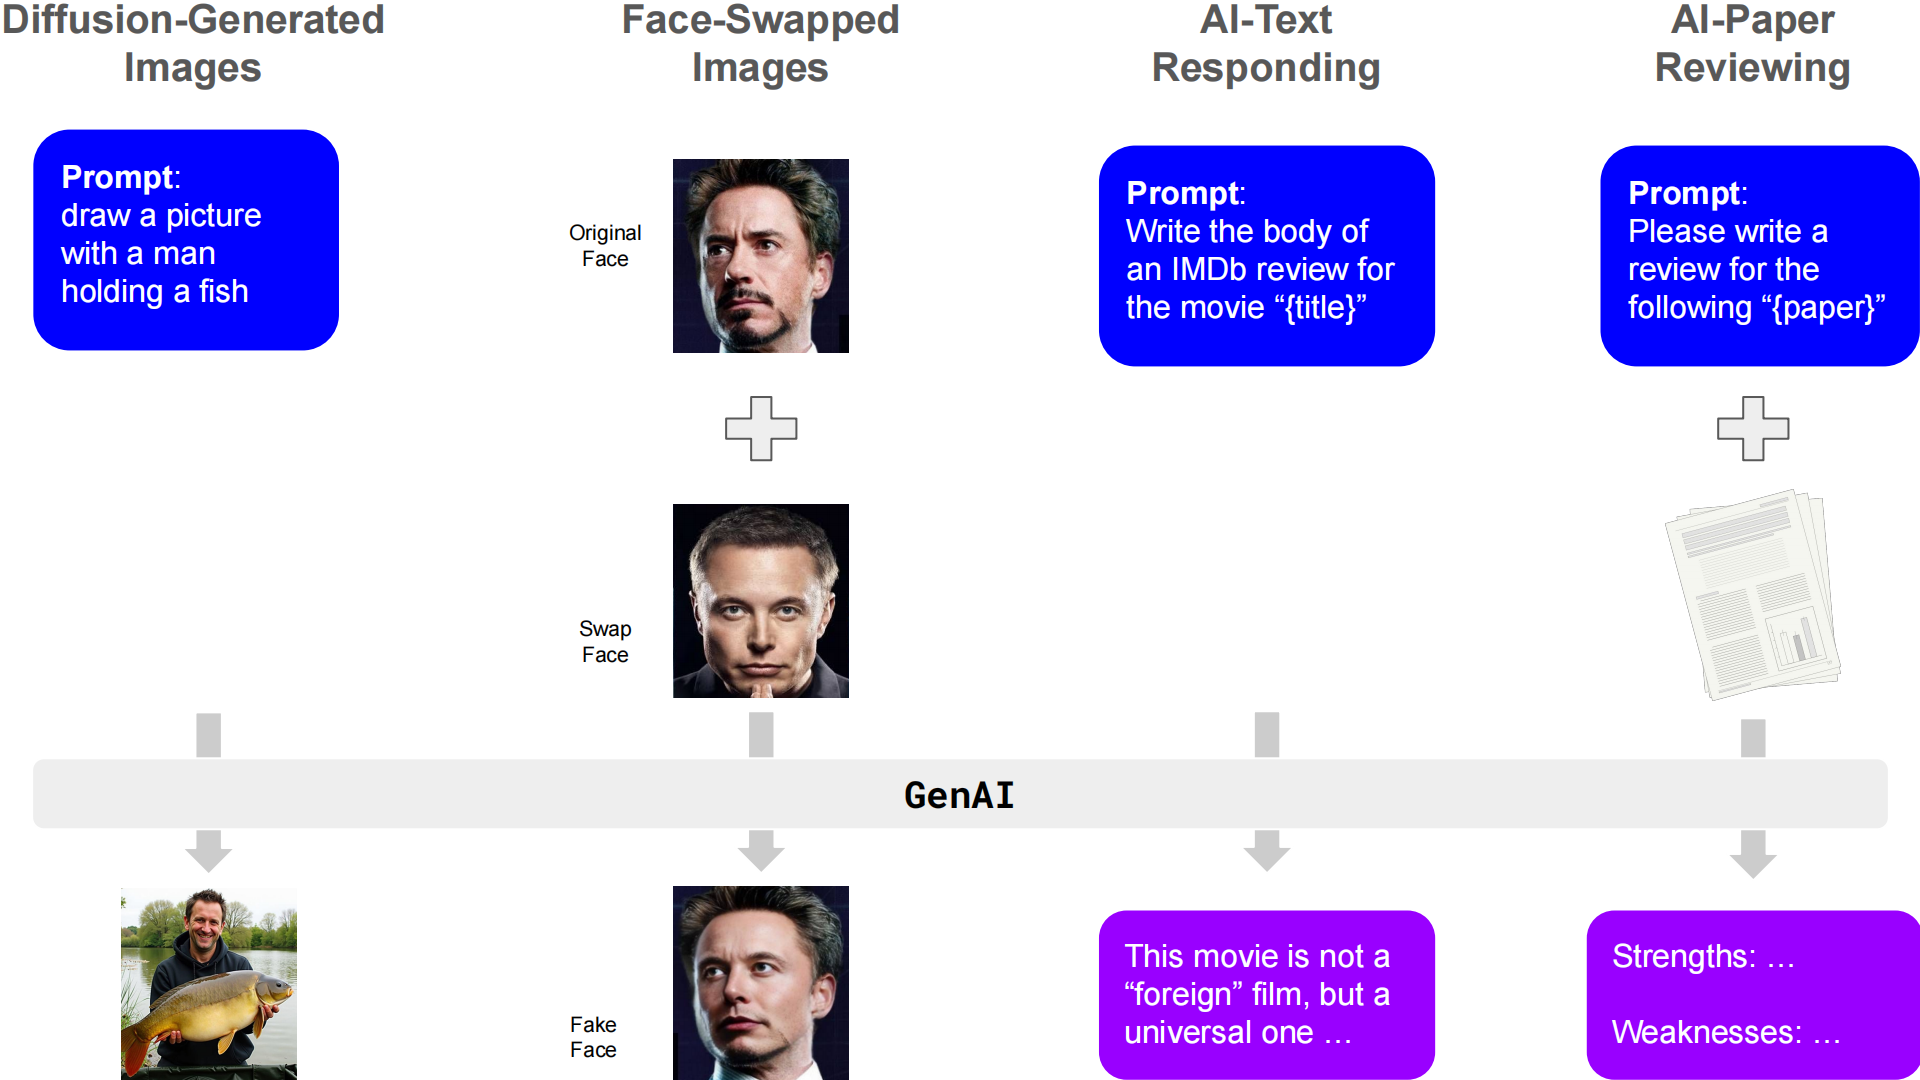 Diffusion-Generated
Images
Face-Swapped
Images
AI-Text
Responding
AI-Paper
Reviewing
Prompt:
draw a picture
with a man
holding a fish
Original
Face
Prompt:
Write the body of
an IMDb review for
the movie “{title}”
Prompt:
Please write a
review for the
following “{paper}”
Swap
Face
GenAI
Fake
Face
This movie is not a
“foreign” film, but a
universal one ...
Strengths: ...
Weaknesses: ...